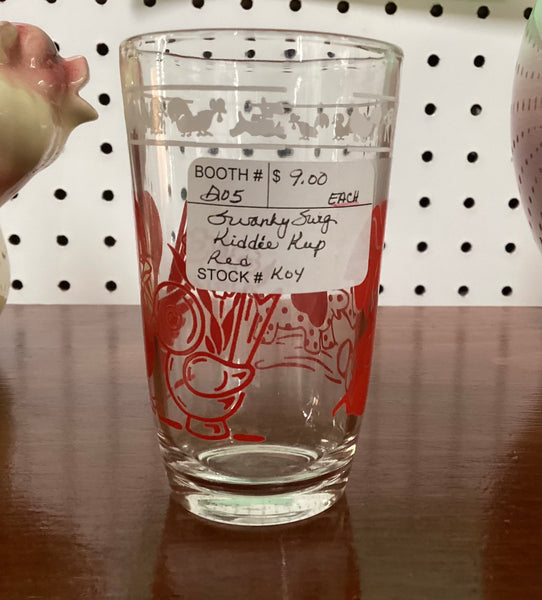 BOOTH # $ 9.00
D05 EACH
Swanky Swig
Kiddie Kup
Red
STOCK # K04